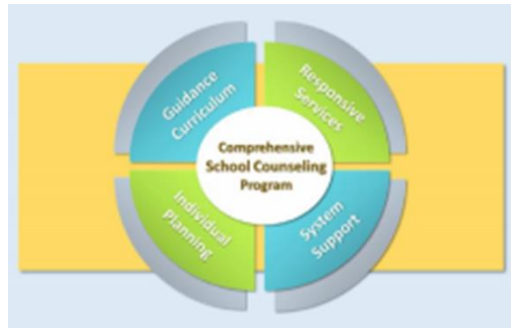 Guidance
Curriculum
Responsive
Services
Comprehensive
School Counseling
Program
Individual
Planning
System
Support